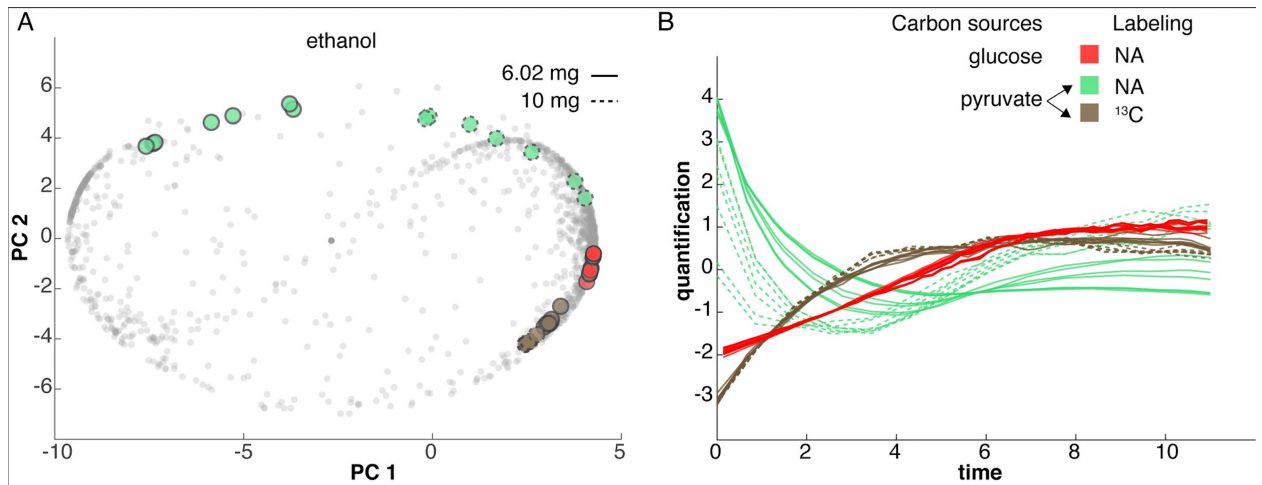 A
ethanol
6.02 mg
10 mg
6
4
2
0
-2
-4
-6
PC 2
-10
-5
0
5
PC 1
B
Carbon sources
Labeling
glucose
NA
pyruvate
NA
¹³C
4
3
2
1
0
-1
-2
-3
quantification
0
2
4
6
8
10
time